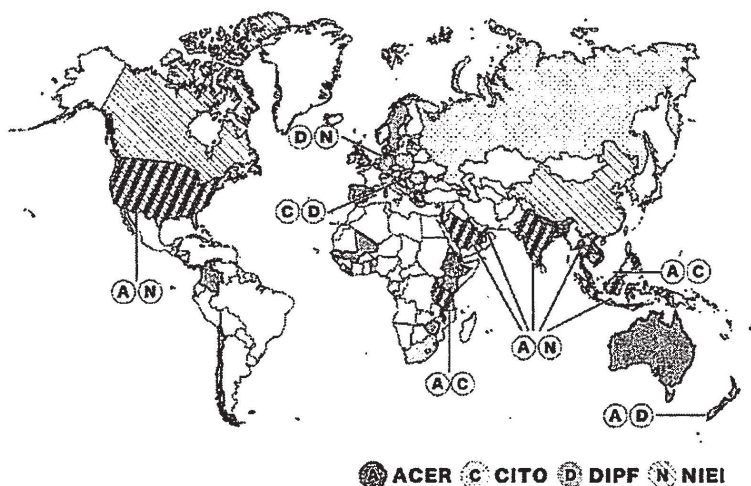 D N
C D
A N
A C
A N
A C
A D
A ACER C CITO D DIPF N NIEI